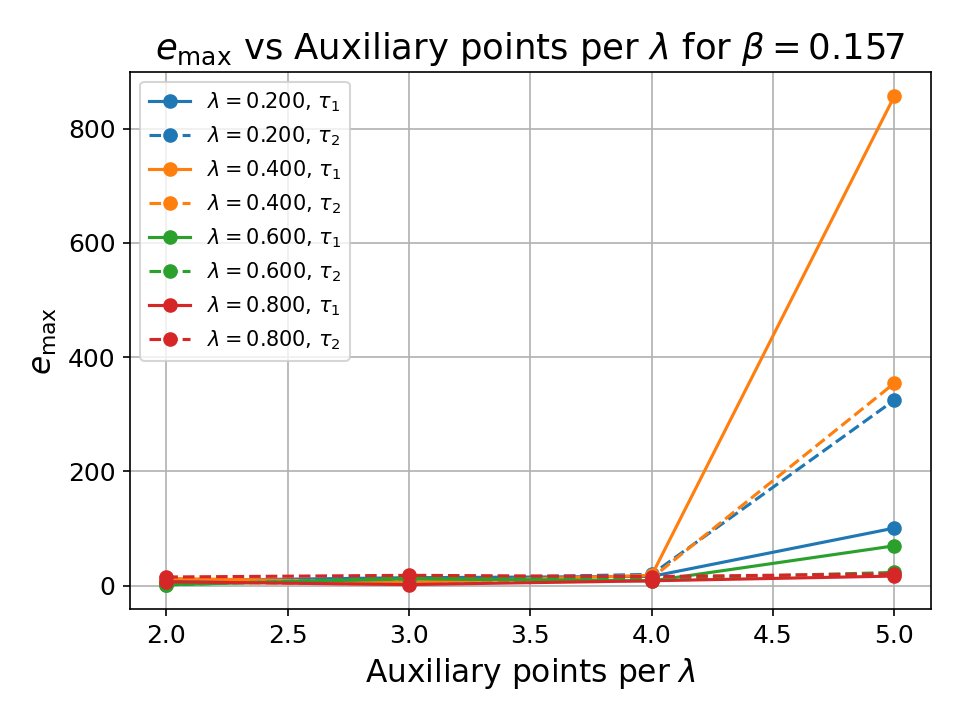 e_max vs Auxiliary points per λ for β = 0.157
λ = 0.200, τ₁
λ = 0.200, τ₂
λ = 0.400, τ₁
λ = 0.400, τ₂
λ = 0.600, τ₁
λ = 0.600, τ₂
λ = 0.800, τ₁
λ = 0.800, τ₂
e_max
800
600
400
200
0
2.0 2.5 3.0 3.5 4.0 4.5 5.0
Auxiliary points per λ